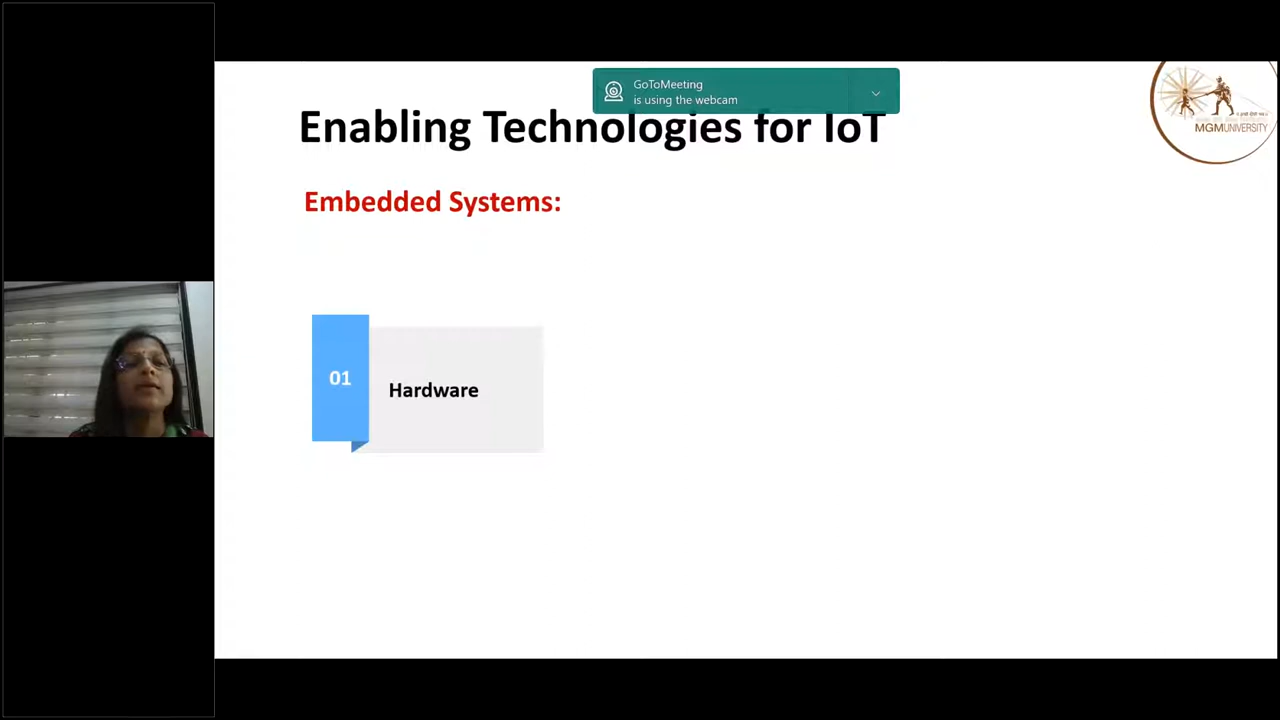 GoToMeeting
is using the webcam
Enabling Technologies for IoT
MGMUNIVERSITY
Embedded Systems:
01
Hardware